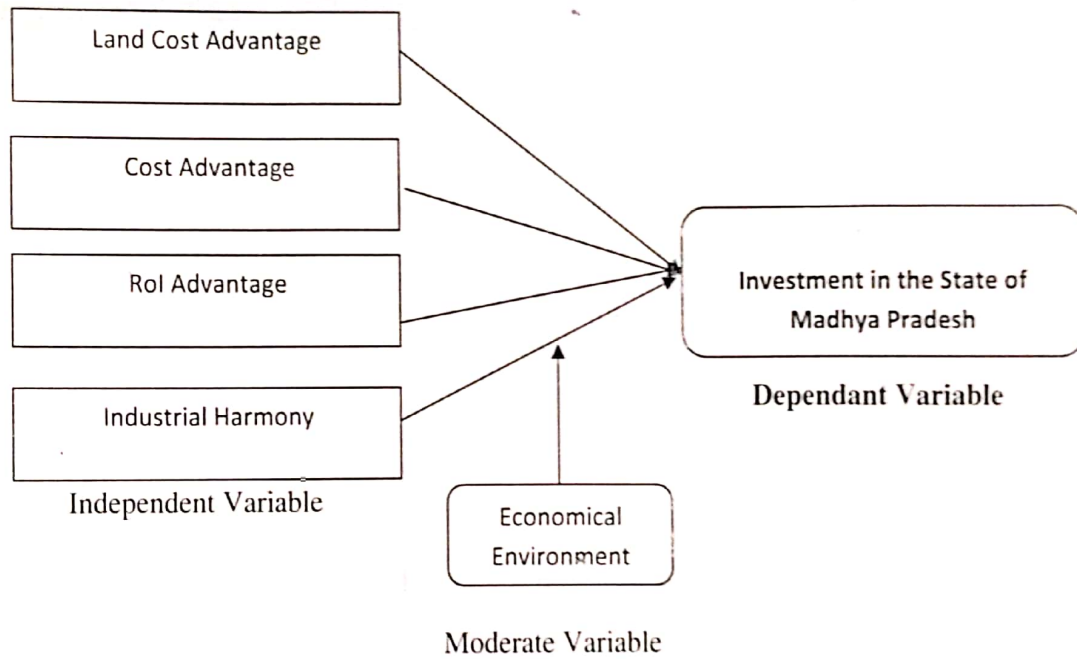 Land Cost Advantage
Cost Advantage
RoI Advantage
Industrial Harmony
Independent Variable
Investment in the State of
Madhya Pradesh
Dependant Variable
Economical
Environment
Moderate Variable